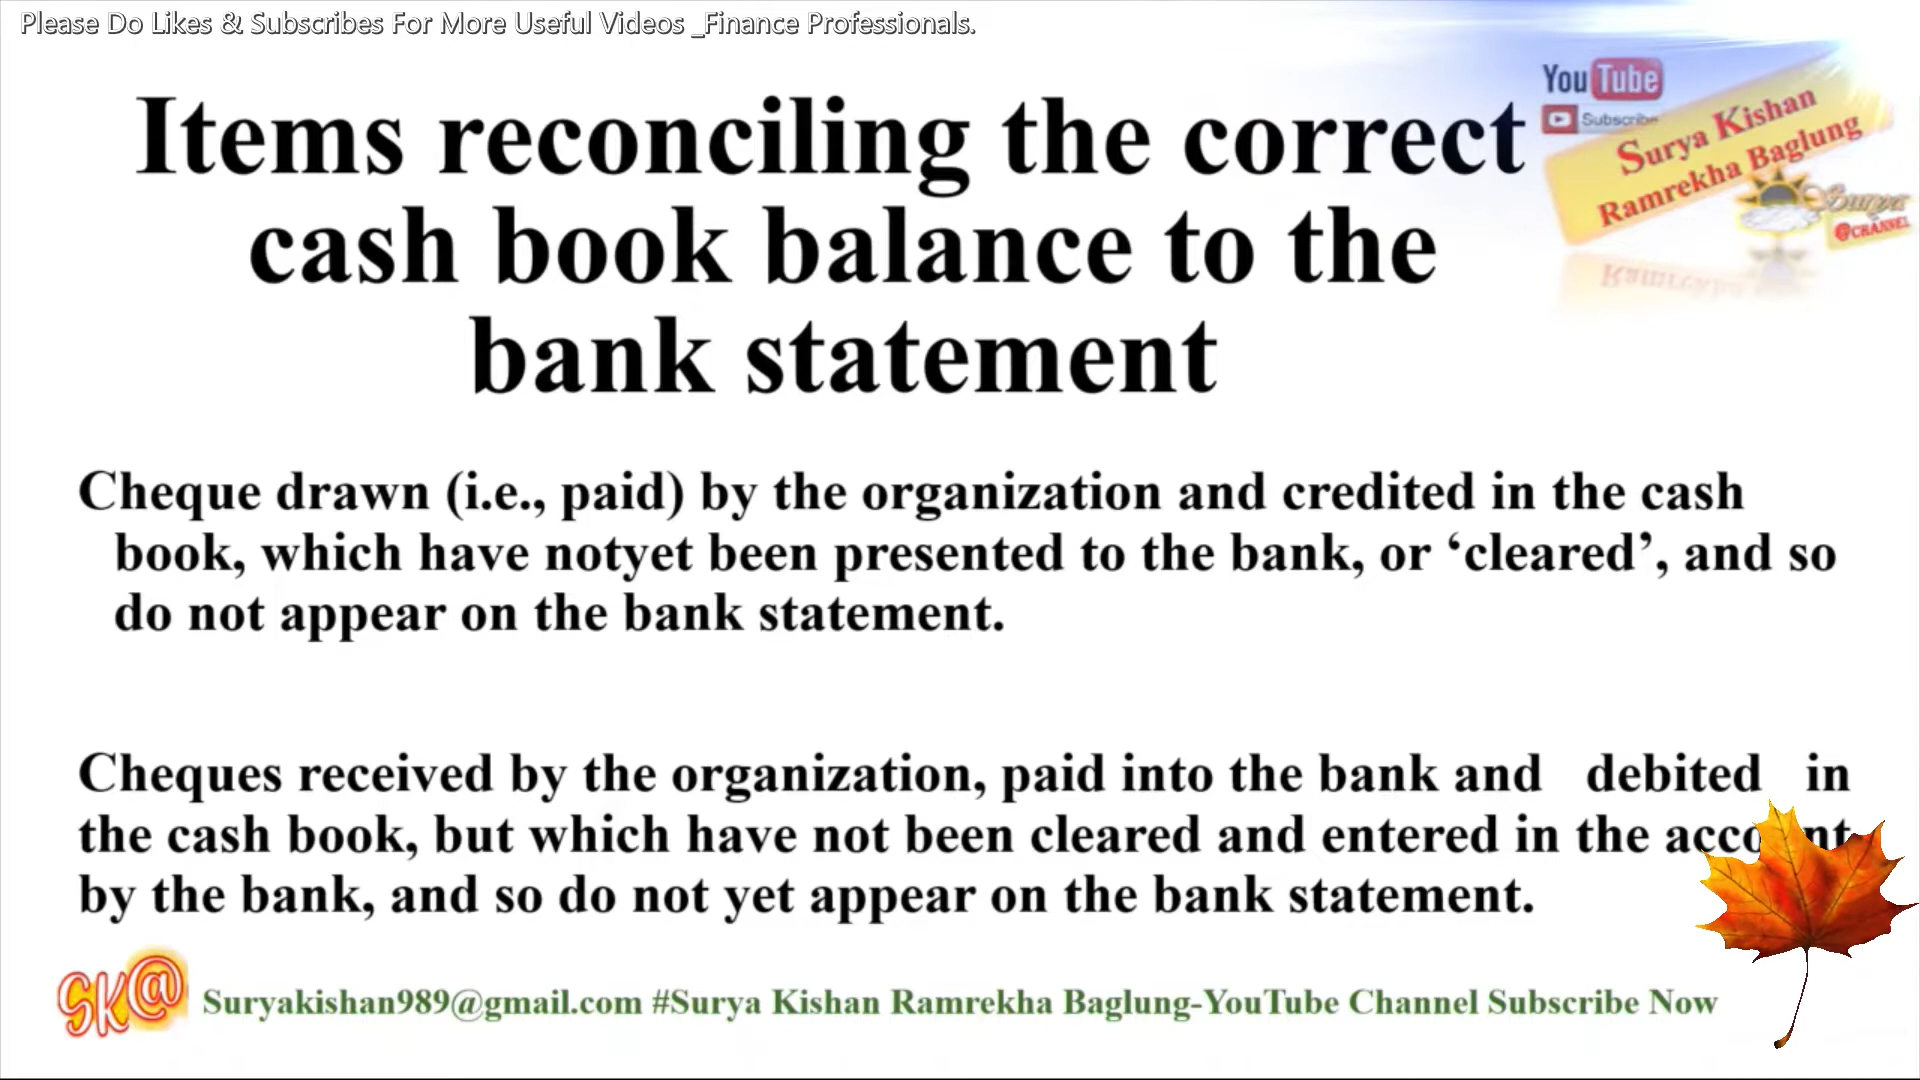 Please Do Likes & Subscribes For More Useful Videos _Finance Professionals.
YouTube
Subscribe
Surya Kishan
Ramrekha Baglung
Surya
@CHANNEL
Items reconciling the correct
cash book balance to the
bank statement
Cheque drawn (i.e., paid) by the organization and credited in the cash
book, which have notyet been presented to the bank, or ‘cleared’, and so
do not appear on the bank statement.
Cheques received by the organization, paid into the bank and debited in
the cash book, but which have not been cleared and entered in the account
by the bank, and so do not yet appear on the bank statement.
SK@
Suryakishan989@gmail.com #Surya Kishan Ramrekha Baglung-YouTube Channel Subscribe Now